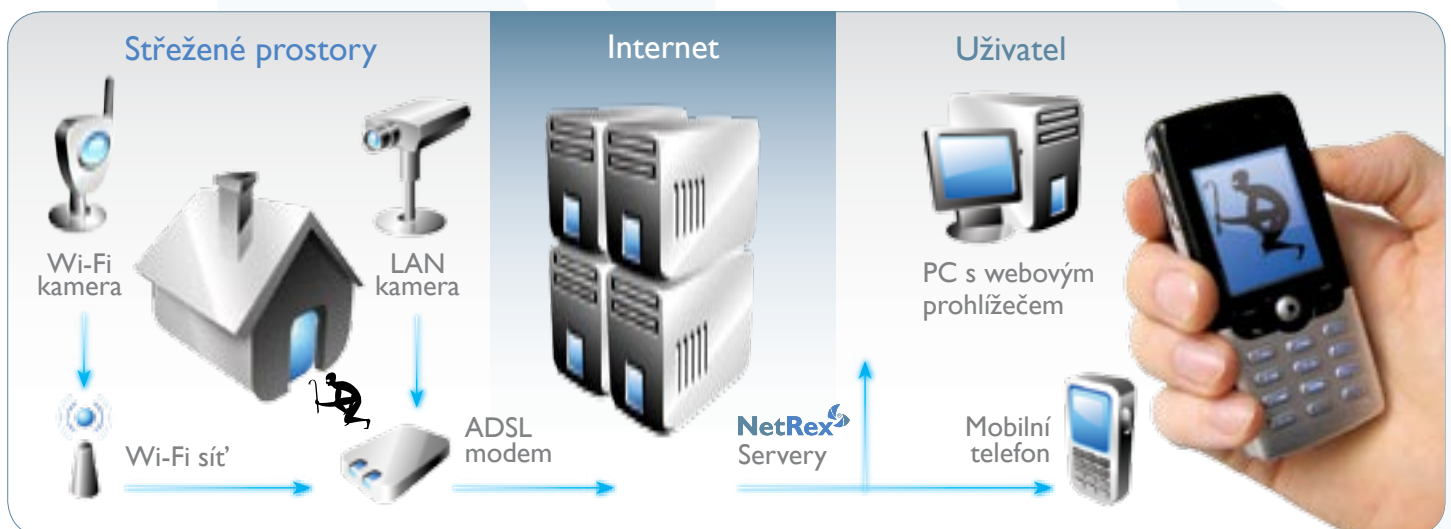 Střežené prostory
Internet
Uživatel
Wi-Fi
kamera
LAN
kamera
PC s webovým
prohlížečem
Wi-Fi síť
ADSL
modem
NetRex
Servery
Mobilní
telefon